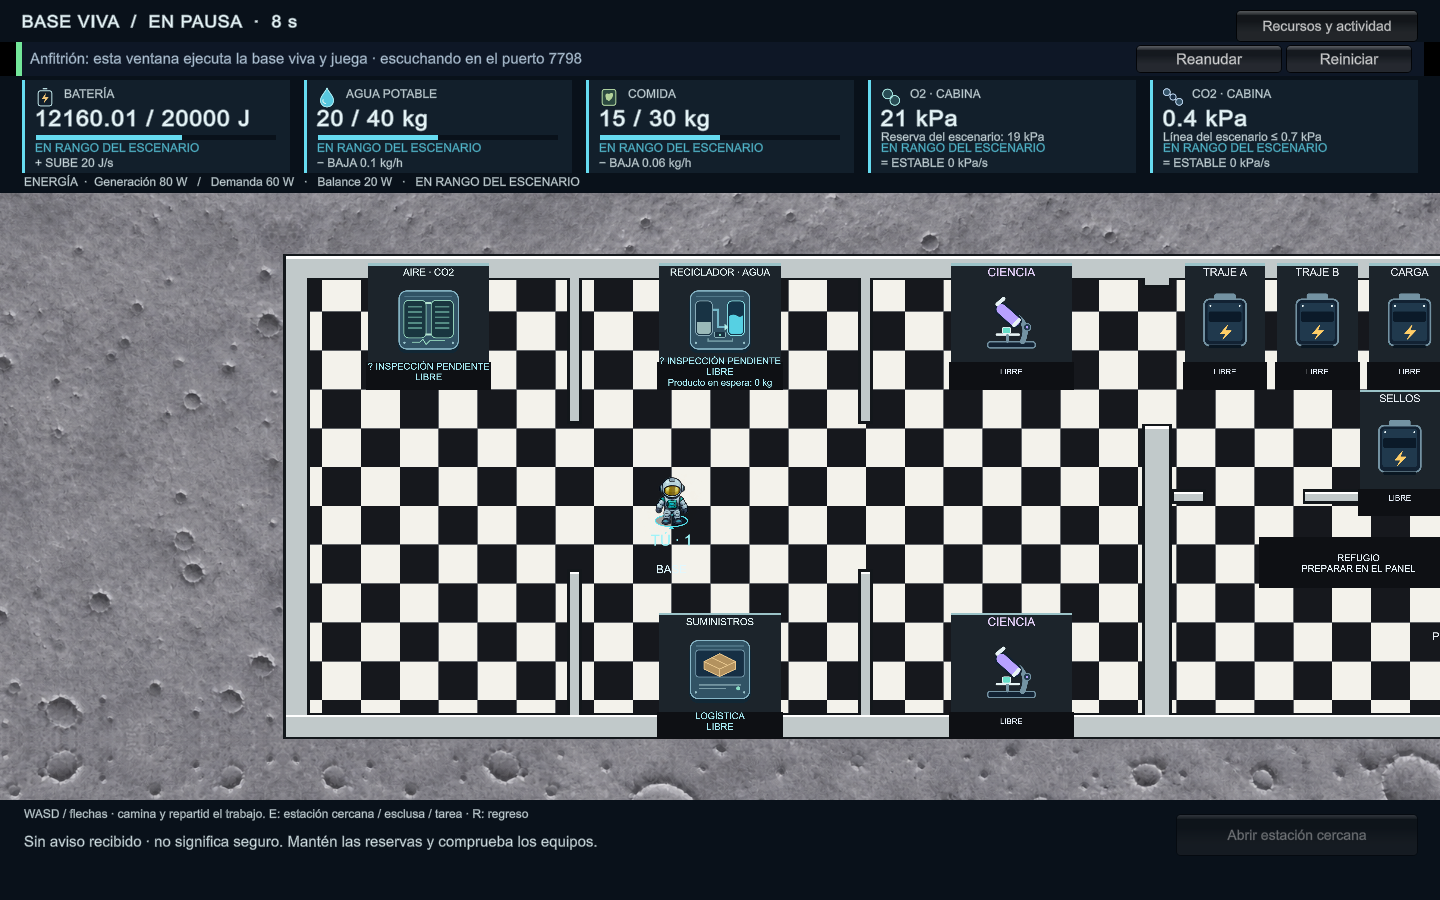 BASE VIVA / EN PAUSA · 8 s
Recursos y actividad
Anfitrión: esta ventana ejecuta la base viva y juega · escuchando en el puerto 7798
Reanudar
Reiniciar
BATERÍA
12160.01 / 20000 J
EN RANGO DEL ESCENARIO
+ SUBE 20 J/s
AGUA POTABLE
20 / 40 kg
EN RANGO DEL ESCENARIO
− BAJA 0.1 kg/h
COMIDA
15 / 30 kg
EN RANGO DEL ESCENARIO
− BAJA 0.06 kg/h
O2 · CABINA
21 kPa
Reserva del escenario: 19 kPa
EN RANGO DEL ESCENARIO
= ESTABLE 0 kPa/s
CO2 · CABINA
0.4 kPa
Línea del escenario ≤ 0.7 kPa
EN RANGO DEL ESCENARIO
= ESTABLE 0 kPa/s
ENERGÍA · Generación 80 W / Demanda 60 W · Balance 20 W · EN RANGO DEL ESCENARIO
AIRE · CO2
? INSPECCIÓN PENDIENTE
LIBRE
RECICLADOR · AGUA
? INSPECCIÓN PENDIENTE
LIBRE
Producto en espera: 0 kg
CIENCIA
LIBRE
TRAJE A
LIBRE
TRAJE B
LIBRE
CARGA
LIBRE
SELLOS
LIBRE
TÚ · 1
BA
REFUGIO
PREPARAR EN EL PANEL
P
SUMINISTROS
LOGÍSTICA
LIBRE
CIENCIA
LIBRE
WASD / flechas · camina y repartid el trabajo. E: estación cercana / esclusa / tarea · R: regreso
Sin aviso recibido · no significa seguro. Mantén las reservas y comprueba los equipos.
Abrir estación cercana